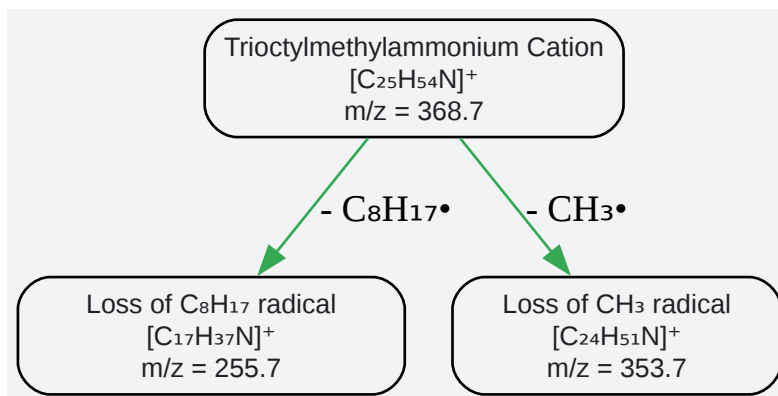 Trioctylmethylammonium Cation
[C₂₅H₅₄N]⁺
m/z = 368.7
- C₈H₁₇•
- CH₃•
Loss of C₈H₁₇ radical
[C₁₇H₃₇N]⁺
m/z = 255.7
Loss of CH₃ radical
[C₂₄H₅₁N]⁺
m/z = 353.7